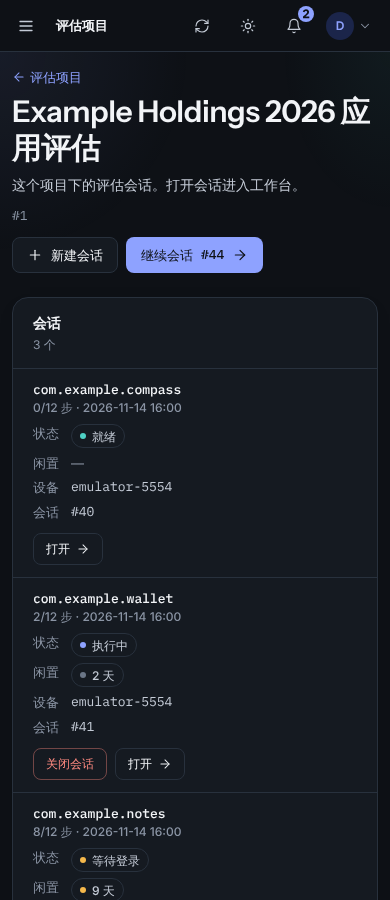 评估项目
2
D
评估项目
Example Holdings 2026 应
用评估
这个项目下的评估会话。打开会话进入工作台。
#1
新建会话
继续会话 #44
会话
3 个
com.example.compass
0/12 步 · 2026-11-14 16:00
状态 就绪
闲置 —
设备 emulator-5554
会话 #40
打开
com.example.wallet
2/12 步 · 2026-11-14 16:00
状态 执行中
闲置 2 天
设备 emulator-5554
会话 #41
关闭会话 打开
com.example.notes
8/12 步 · 2026-11-14 16:00
状态 等待登录
闲置 9 天